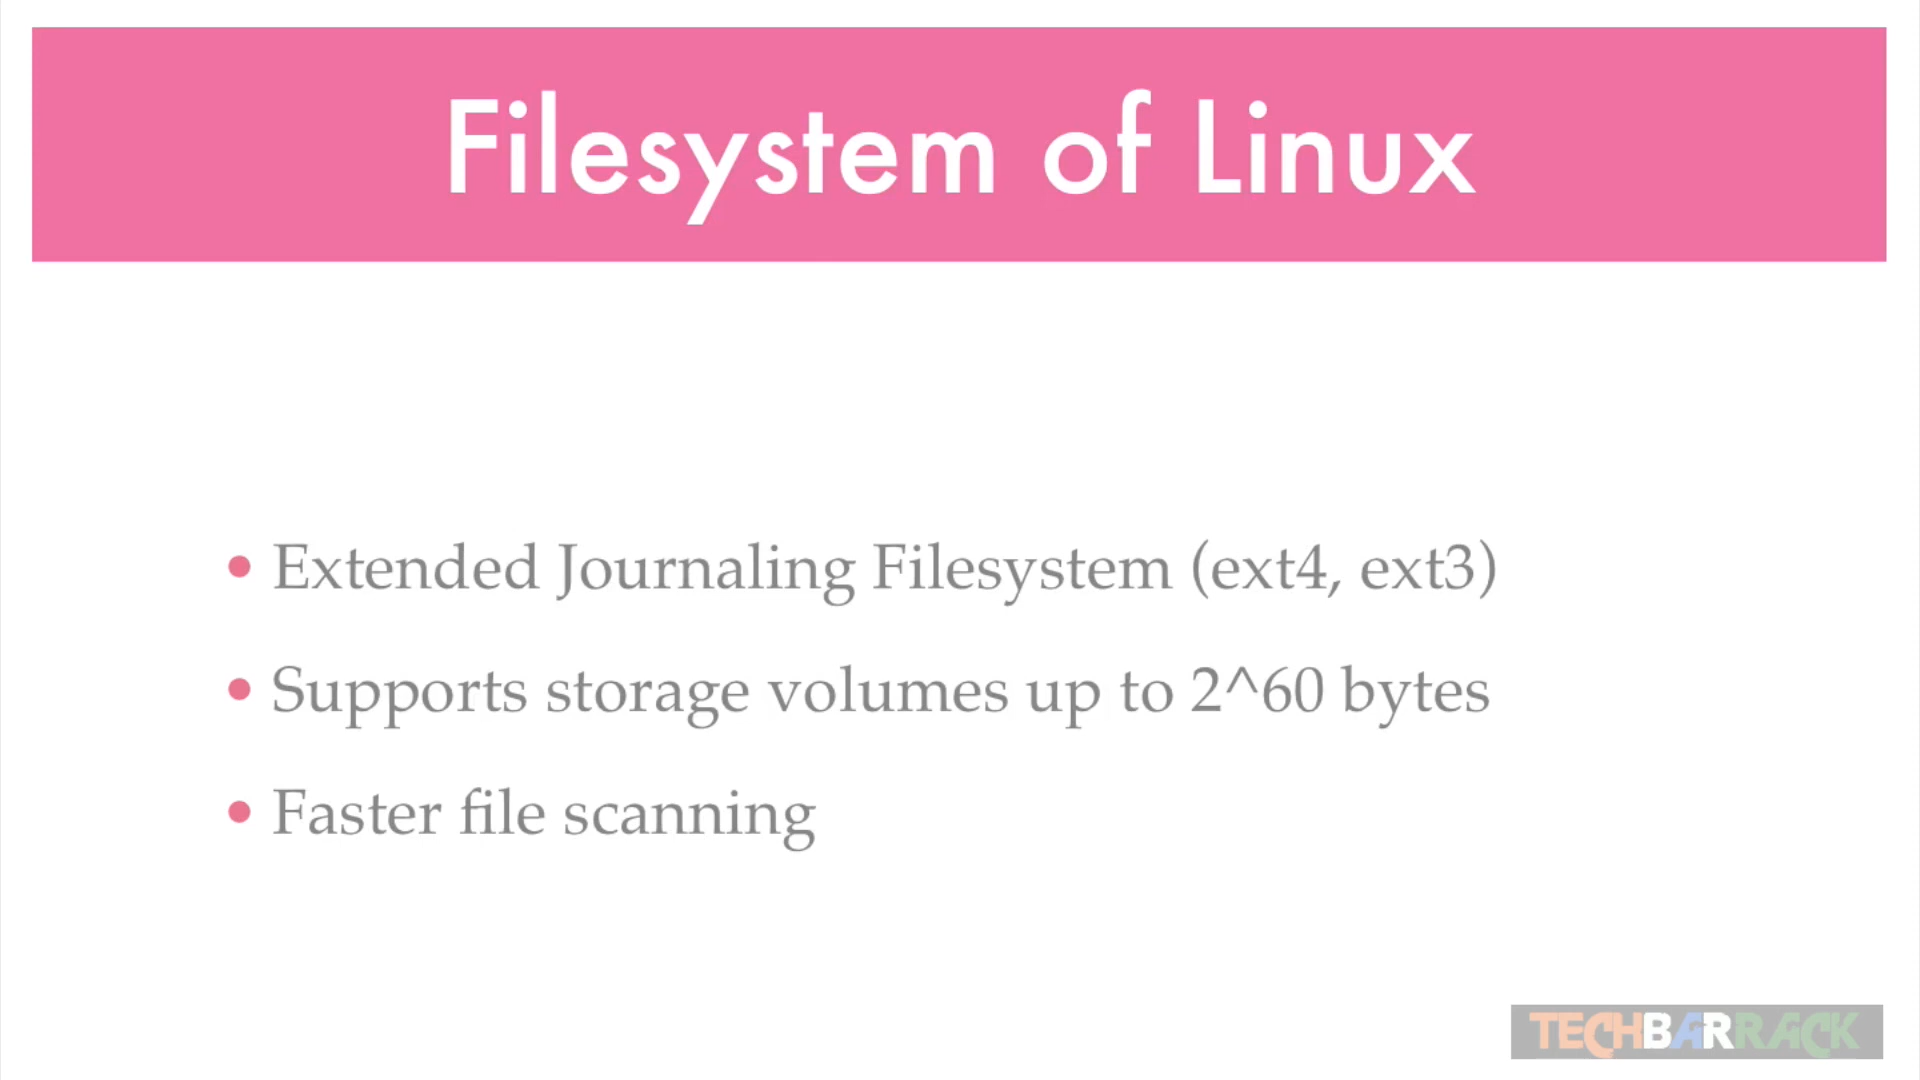 Filesystem of Linux
• Extended Journaling Filesystem (ext4, ext3)
• Supports storage volumes up to 2^60 bytes
• Faster file scanning
TECHBARRACK